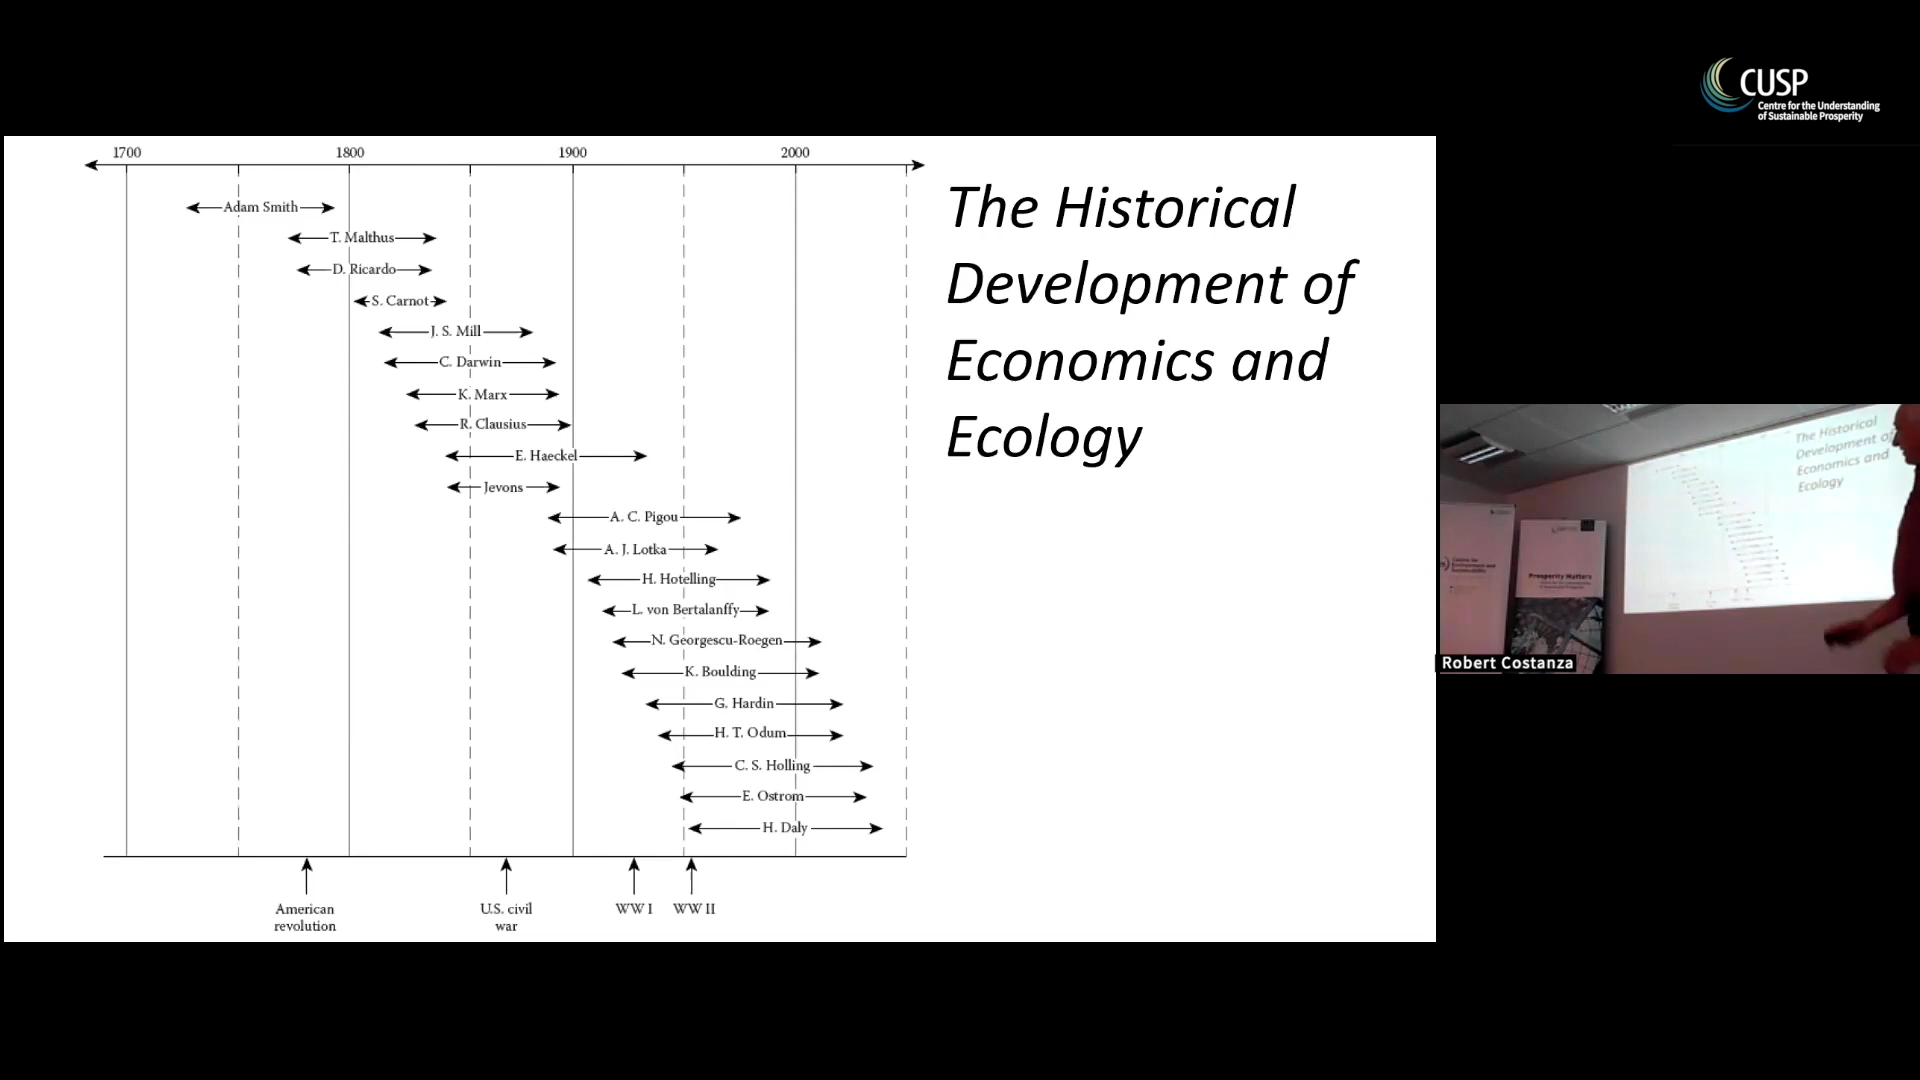 CUSP
Centre for the Understanding
of Sustainable Prosperity
1700 1800 1900 2000
Adam Smith
T. Malthus
D. Ricardo
S. Carnot
J. S. Mill
C. Darwin
K. Marx
R. Clausius
E. Haeckel
Jevons
A. C. Pigou
A. J. Lotka
H. Hotelling
L. von Bertalanffy
N. Georgescu-Roegen
K. Boulding
G. Hardin
H. T. Odum
C. S. Holling
E. Ostrom
H. Daly
American
revolution
U.S. civil
war
WW I
WW II
The Historical
Development of
Economics and
Ecology
The Historical
Development of
Economics and
Ecology
Prosperity Matters
Robert Costanza